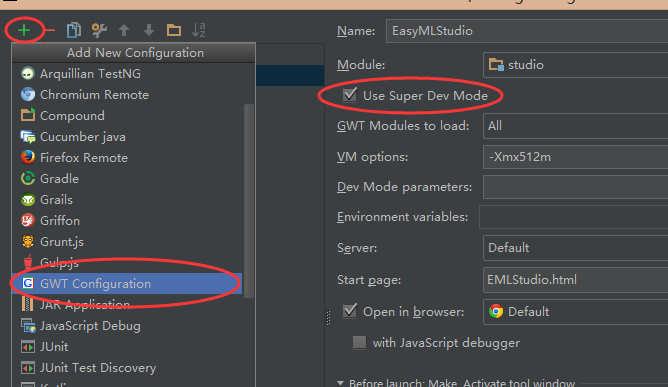 Add New Configuration
Arquillian TestNG
Chromium Remote
Compound
Cucumber java
Firefox Remote
Gradle
Grails
Griffon
Grunt.js
Gulp.js
GWT Configuration
JAR Application
JavaScript Debug
JUnit
JUnit Test Discovery
Name: EasyMLStudio
Module: studio
Use Super Dev Mode
GWT Modules to load: All
VM options: -Xmx512m
Dev Mode parameters:
Environment variables:
Server: Default
Start page: EMLStudio.html
Open in browser: Default
with JavaScript debugger
Before launch: Make, Activate tool window